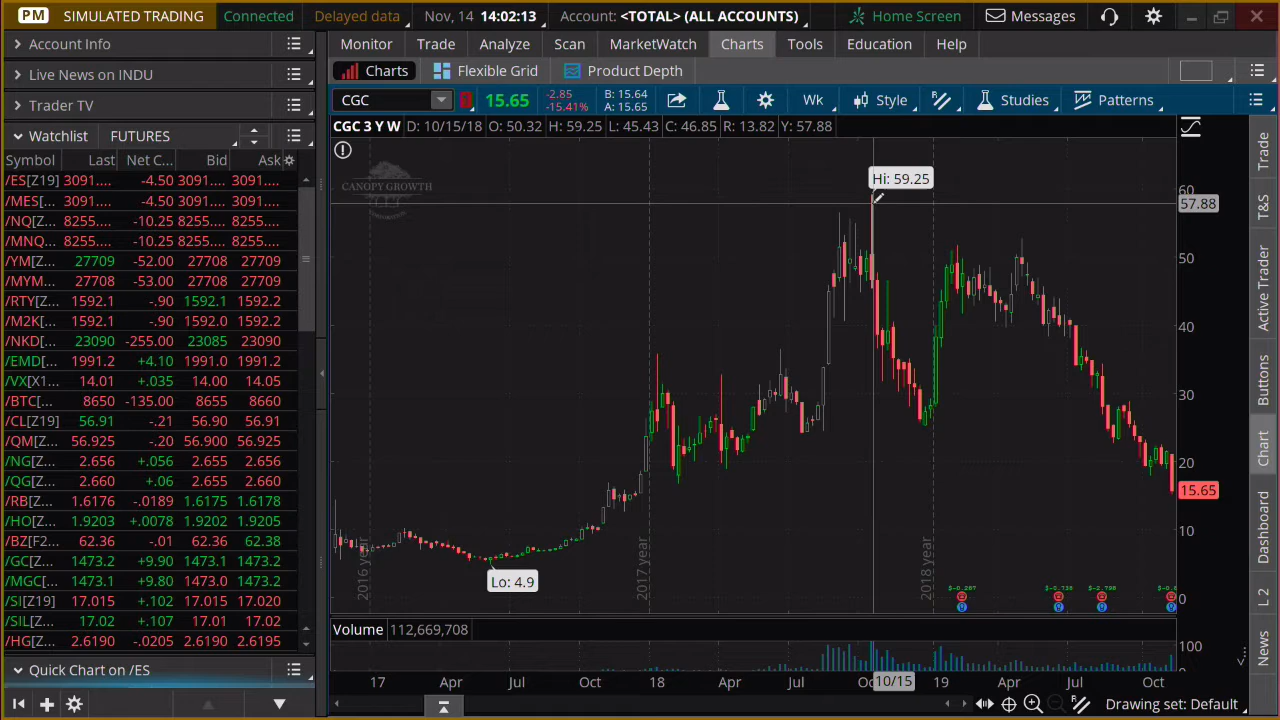 PM SIMULATED TRADING Connected Delayed data Nov, 14 14:02:13 Account: <TOTAL> (ALL ACCOUNTS) Home Screen Messages
Account Info
Live News on INDU
Trader TV
Watchlist FUTURES
Symbol Last Net C... Bid Ask
/ES[Z19] 3091.... -4.50 3091... 3091...
/MES[... 3091.... -4.50 3091... 3091...
/NQ[Z... 8255.... -10.25 8255... 8255...
/MNQ... 8255.... -10.25 8255... 8255...
/YM[Z... 27709 -52.00 27708 27709
/MYM... 27708 -53.00 27708 27709
/RTY[Z... 1592.1 -.90 1592.1 1592.2
/M2K[... 1592.1 -.90 1592.0 1592.2
/NKD[... 23090 -255.00 23085 23090
/EMD[... 1991.2 +4.10 1991.0 1991.2
/VX[X1... 14.01 +.035 14.00 14.05
/BTC[... 8650 -135.00 8655 8660
/CL[Z19] 56.91 -.21 56.90 56.91
/QM[Z... 56.925 -.20 56.900 56.925
/NG[Z... 2.656 +.056 2.655 2.656
/QG[Z... 2.660 +.06 2.655 2.660
/RB[Z... 1.6176 -.0189 1.6175 1.6178
/HO[Z... 1.9203 +.0078 1.9202 1.9205
/BZ[F2... 62.36 -.01 62.36 62.38
/GC[Z... 1473.2 +9.90 1473.1 1473.2
/MGC[... 1473.1 +9.80 1473.0 1473.2
/SI[Z19] 17.015 +.102 17.015 17.020
/SIL[Z... 17.02 +.107 17.01 17.02
/HG[Z... 2.6190 -.0205 2.6190 2.6195
Quick Chart on /ES
Monitor Trade Analyze Scan MarketWatch Charts Tools Education Help
Charts Flexible Grid Product Depth
CGC 15.65 -2.85 -15.41% B: 15.64 A: 15.65 Wk Style Studies Patterns
CGC 3 Y W D: 10/15/18 O: 50.32 H: 59.25 L: 45.43 C: 46.85 R: 13.82 Y: 57.88
CANOPY GROWTH
LLC
Hi: 59.25
60
57.88
50
40
30
20
15.65
10
0
Lo: 4.9
2016 year
2017 year
2018 year
Volume 112,669,708
100
0
17 Apr Jul Oct 18 Apr Jul Oc 10/15 19 Apr Jul Oct
Drawing set: Default
Trade
T&S
Active Trader
Buttons
Chart
Dashboard
L 2
News